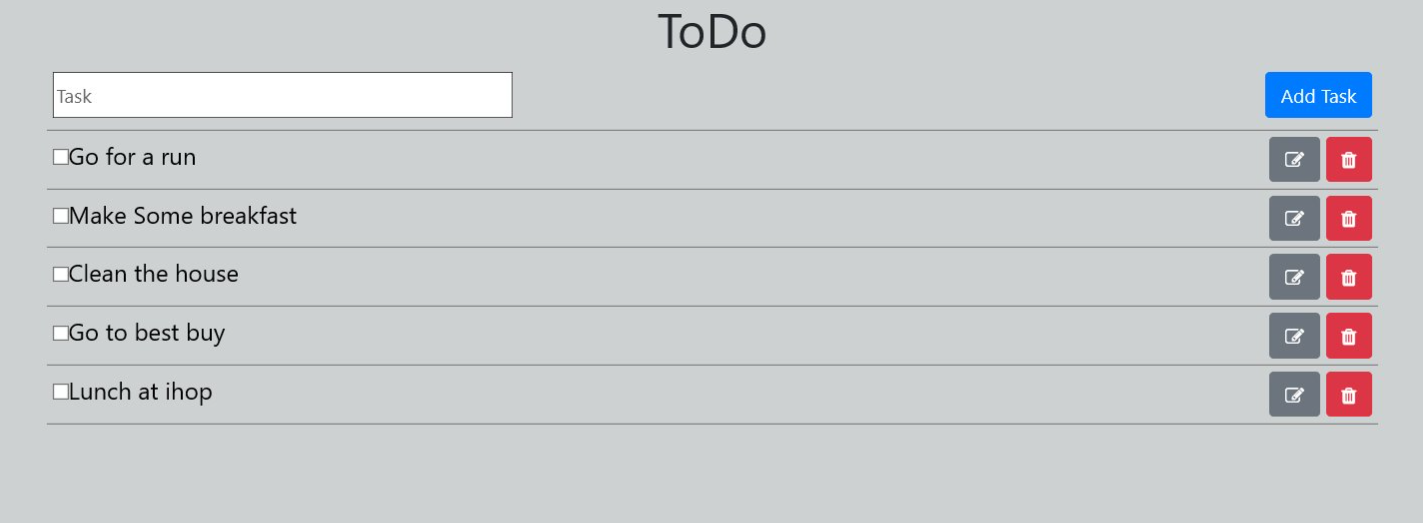 ToDo
Task
Add Task
Go for a run
Make Some breakfast
Clean the house
Go to best buy
Lunch at ihop